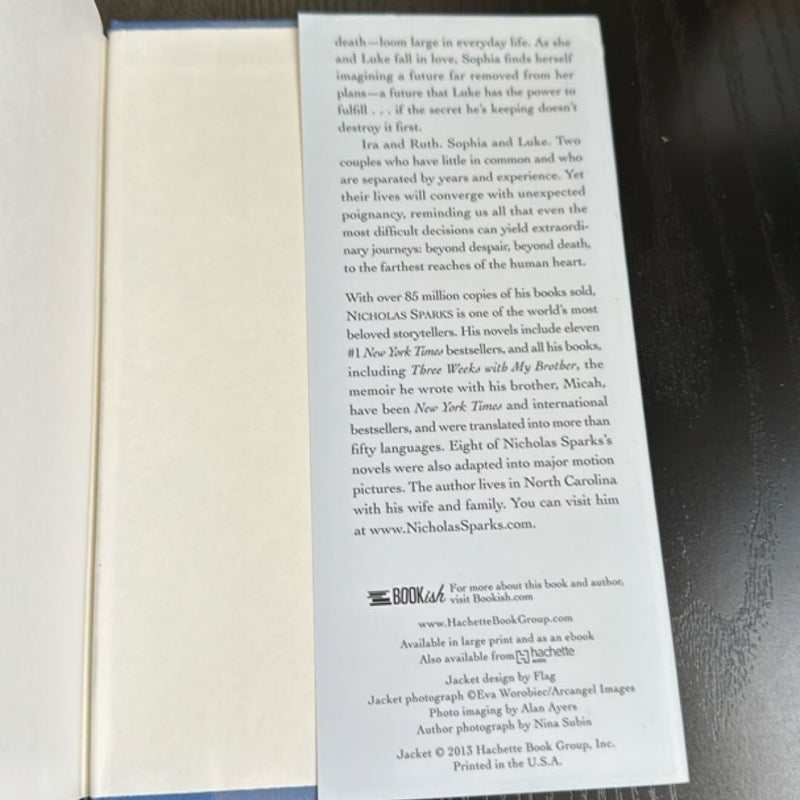 death—loom large in everyday life. As she
and Luke fall in love, Sophia finds herself
imagining a future far removed from her
plans—a future that Luke has the power to
fulfill . . . if the secret he's keeping doesn't
destroy it first.
Ira and Ruth. Sophia and Luke. Two
couples who have little in common and who
are separated by years and experience. Yet
their lives will converge with unexpected
poignancy, reminding us all that even the
most difficult decisions can yield extraordi-
nary journeys: beyond despair, beyond death,
to the farthest reaches of the human heart.
With over 85 million copies of his books sold,
NICHOLAS SPARKS is one of the world's most
beloved storytellers. His novels include eleven
#1 New York Times bestsellers, and all his books,
including Three Weeks with My Brother, the
memoir he wrote with his brother, Micah,
have been New York Times and international
bestsellers, and were translated into more than
fifty languages. Eight of Nicholas Sparks's
novels were also adapted into major motion
pictures. The author lives in North Carolina
with his wife and family. You can visit him
at www.NicholasSparks.com.
BOOKish For more about this book and author,
visit Bookish.com
www.HachetteBookGroup.com
Available in large print and as an ebook
Also available from hachette
AUDIO
Jacket design by Flag
Jacket photograph ©Eva Worobiec/Arcangel Images
Photo imaging by Alan Ayers
Author photograph by Nina Subin
Jacket © 2013 Hachette Book Group, Inc.
Printed in the U.S.A.